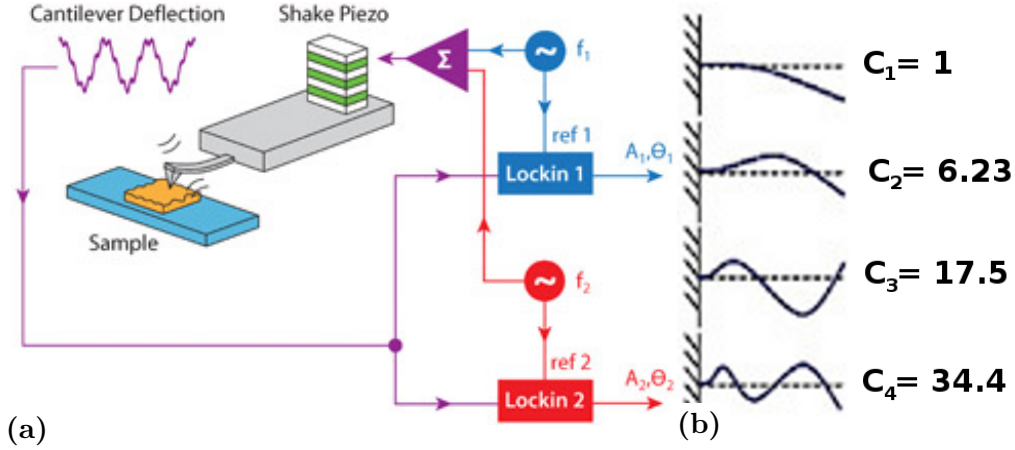 Cantilever Deflection
Shake Piezo
Σ
~
f1
ref 1
Lockin 1
A1,Θ1
Sample
~
f2
ref 2
Lockin 2
A2,Θ2
(a)
C1= 1
C2= 6.23
C3= 17.5
C4= 34.4
(b)